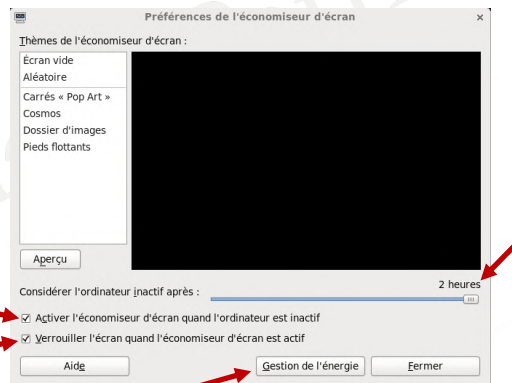 Préférences de l'économiseur d'écran
Thèmes de l'économiseur d'écran :
Écran vide
Aléatoire
Carrés « Pop Art »
Cosmos
Dossier d'images
Pieds flottants
Aperçu
2 heures
Considérer l'ordinateur inactif après :
Activer l'économiseur d'écran quand l'ordinateur est inactif
Verrouiller l'écran quand l'économiseur d'écran est actif
Aide
Gestion de l'énergie
Fermer